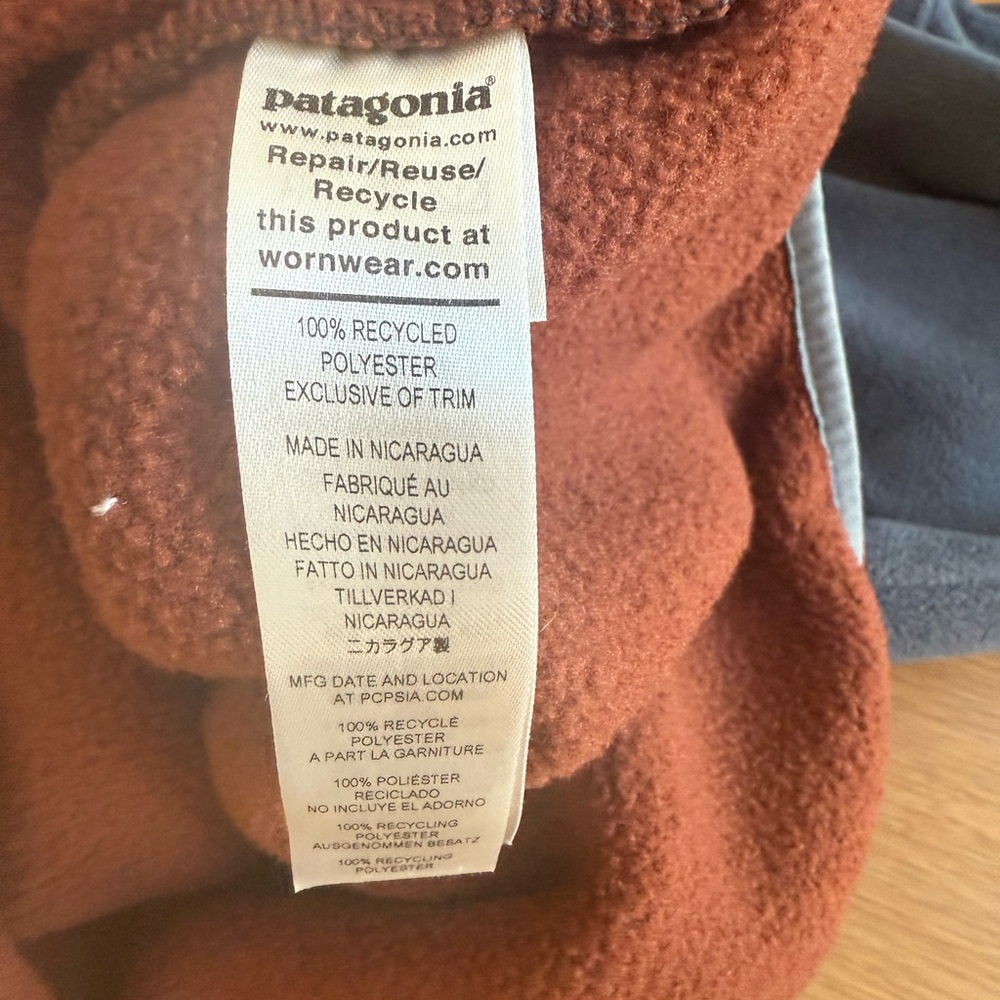 patagonia®
www.patagonia.com
Repair/Reuse/
Recycle
this product at
wornwear.com
100% RECYCLED
POLYESTER
EXCLUSIVE OF TRIM
MADE IN NICARAGUA
FABRIQUÉ AU
NICARAGUA
HECHO EN NICARAGUA
FATTO IN NICARAGUA
TILLVERKAD I
NICARAGUA
ニカラグア製
MFG DATE AND LOCATION
AT PCPSIA.COM
100% RECYCLÉ
POLYESTER
A PART LA GARNITURE
100% POLIÉSTER
RECICLADO
NO INCLUYE EL ADORNO
100% RECYCLING
POLYESTER
AUSGENOMMEN BESATZ
100% RECYCLING
POLYESTER